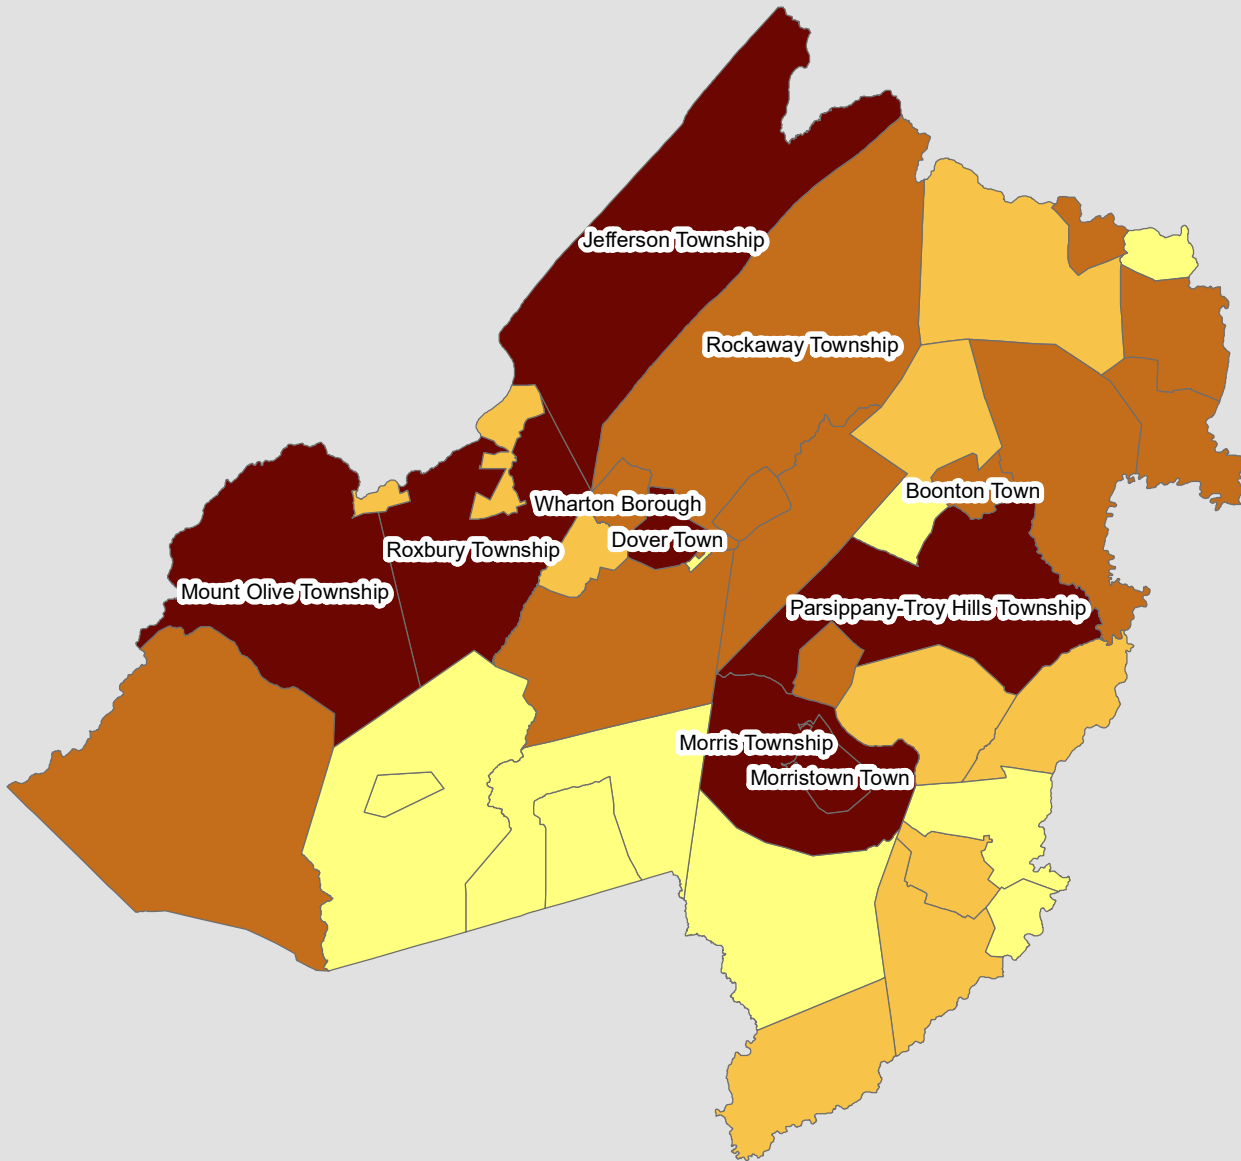 Jefferson Township
Rockaway Township
Boonton Town
Wharton Borough
Dover Town
Roxbury Township
Mount Olive Township
Parsippany-Troy Hills Township
Morris Township
Morristown Town